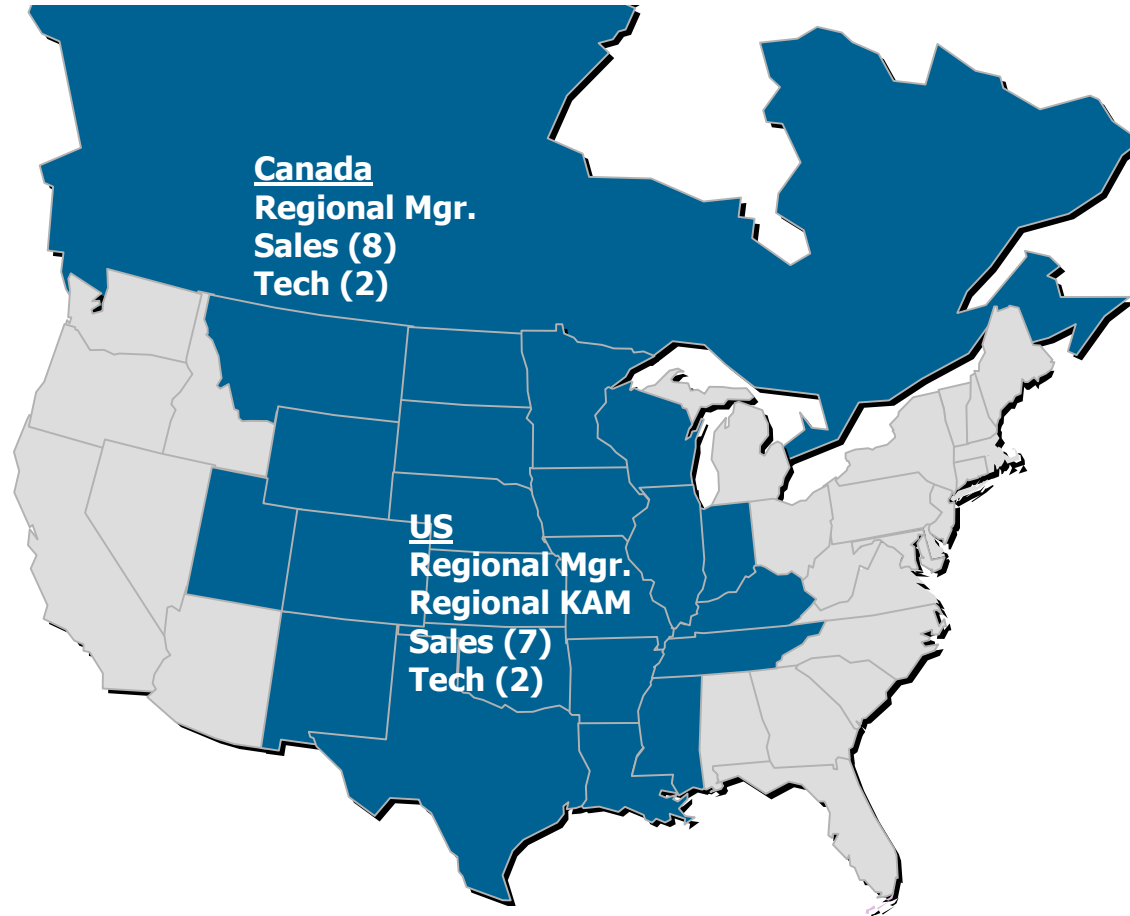 Canada
Regional Mgr.
Sales (8)
Tech (2)
US
Regional Mgr.
Regional KAM
Sales (7)
Tech (2)